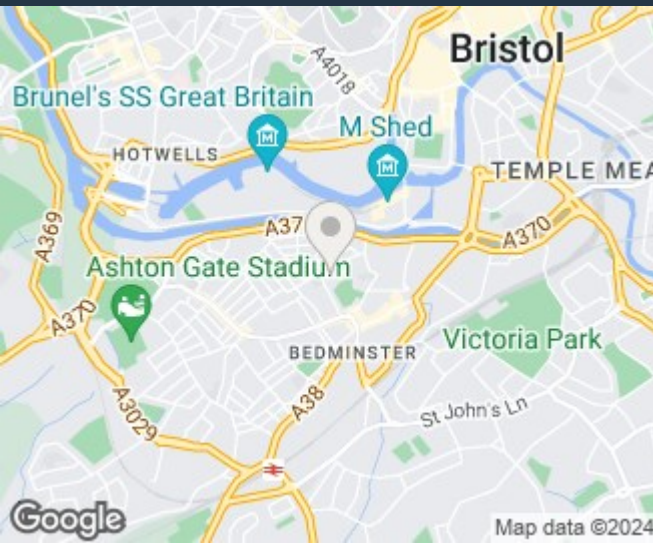 Bristol
A4018
Brunel's SS Great Britain
M Shed
HOTWELLS
TEMPLE MEA
A369
A37
A370
Ashton Gate Stadium
A370
Victoria Park
BEDMINSTER
A38
A3029
St John's Ln
Google
Map data ©2024